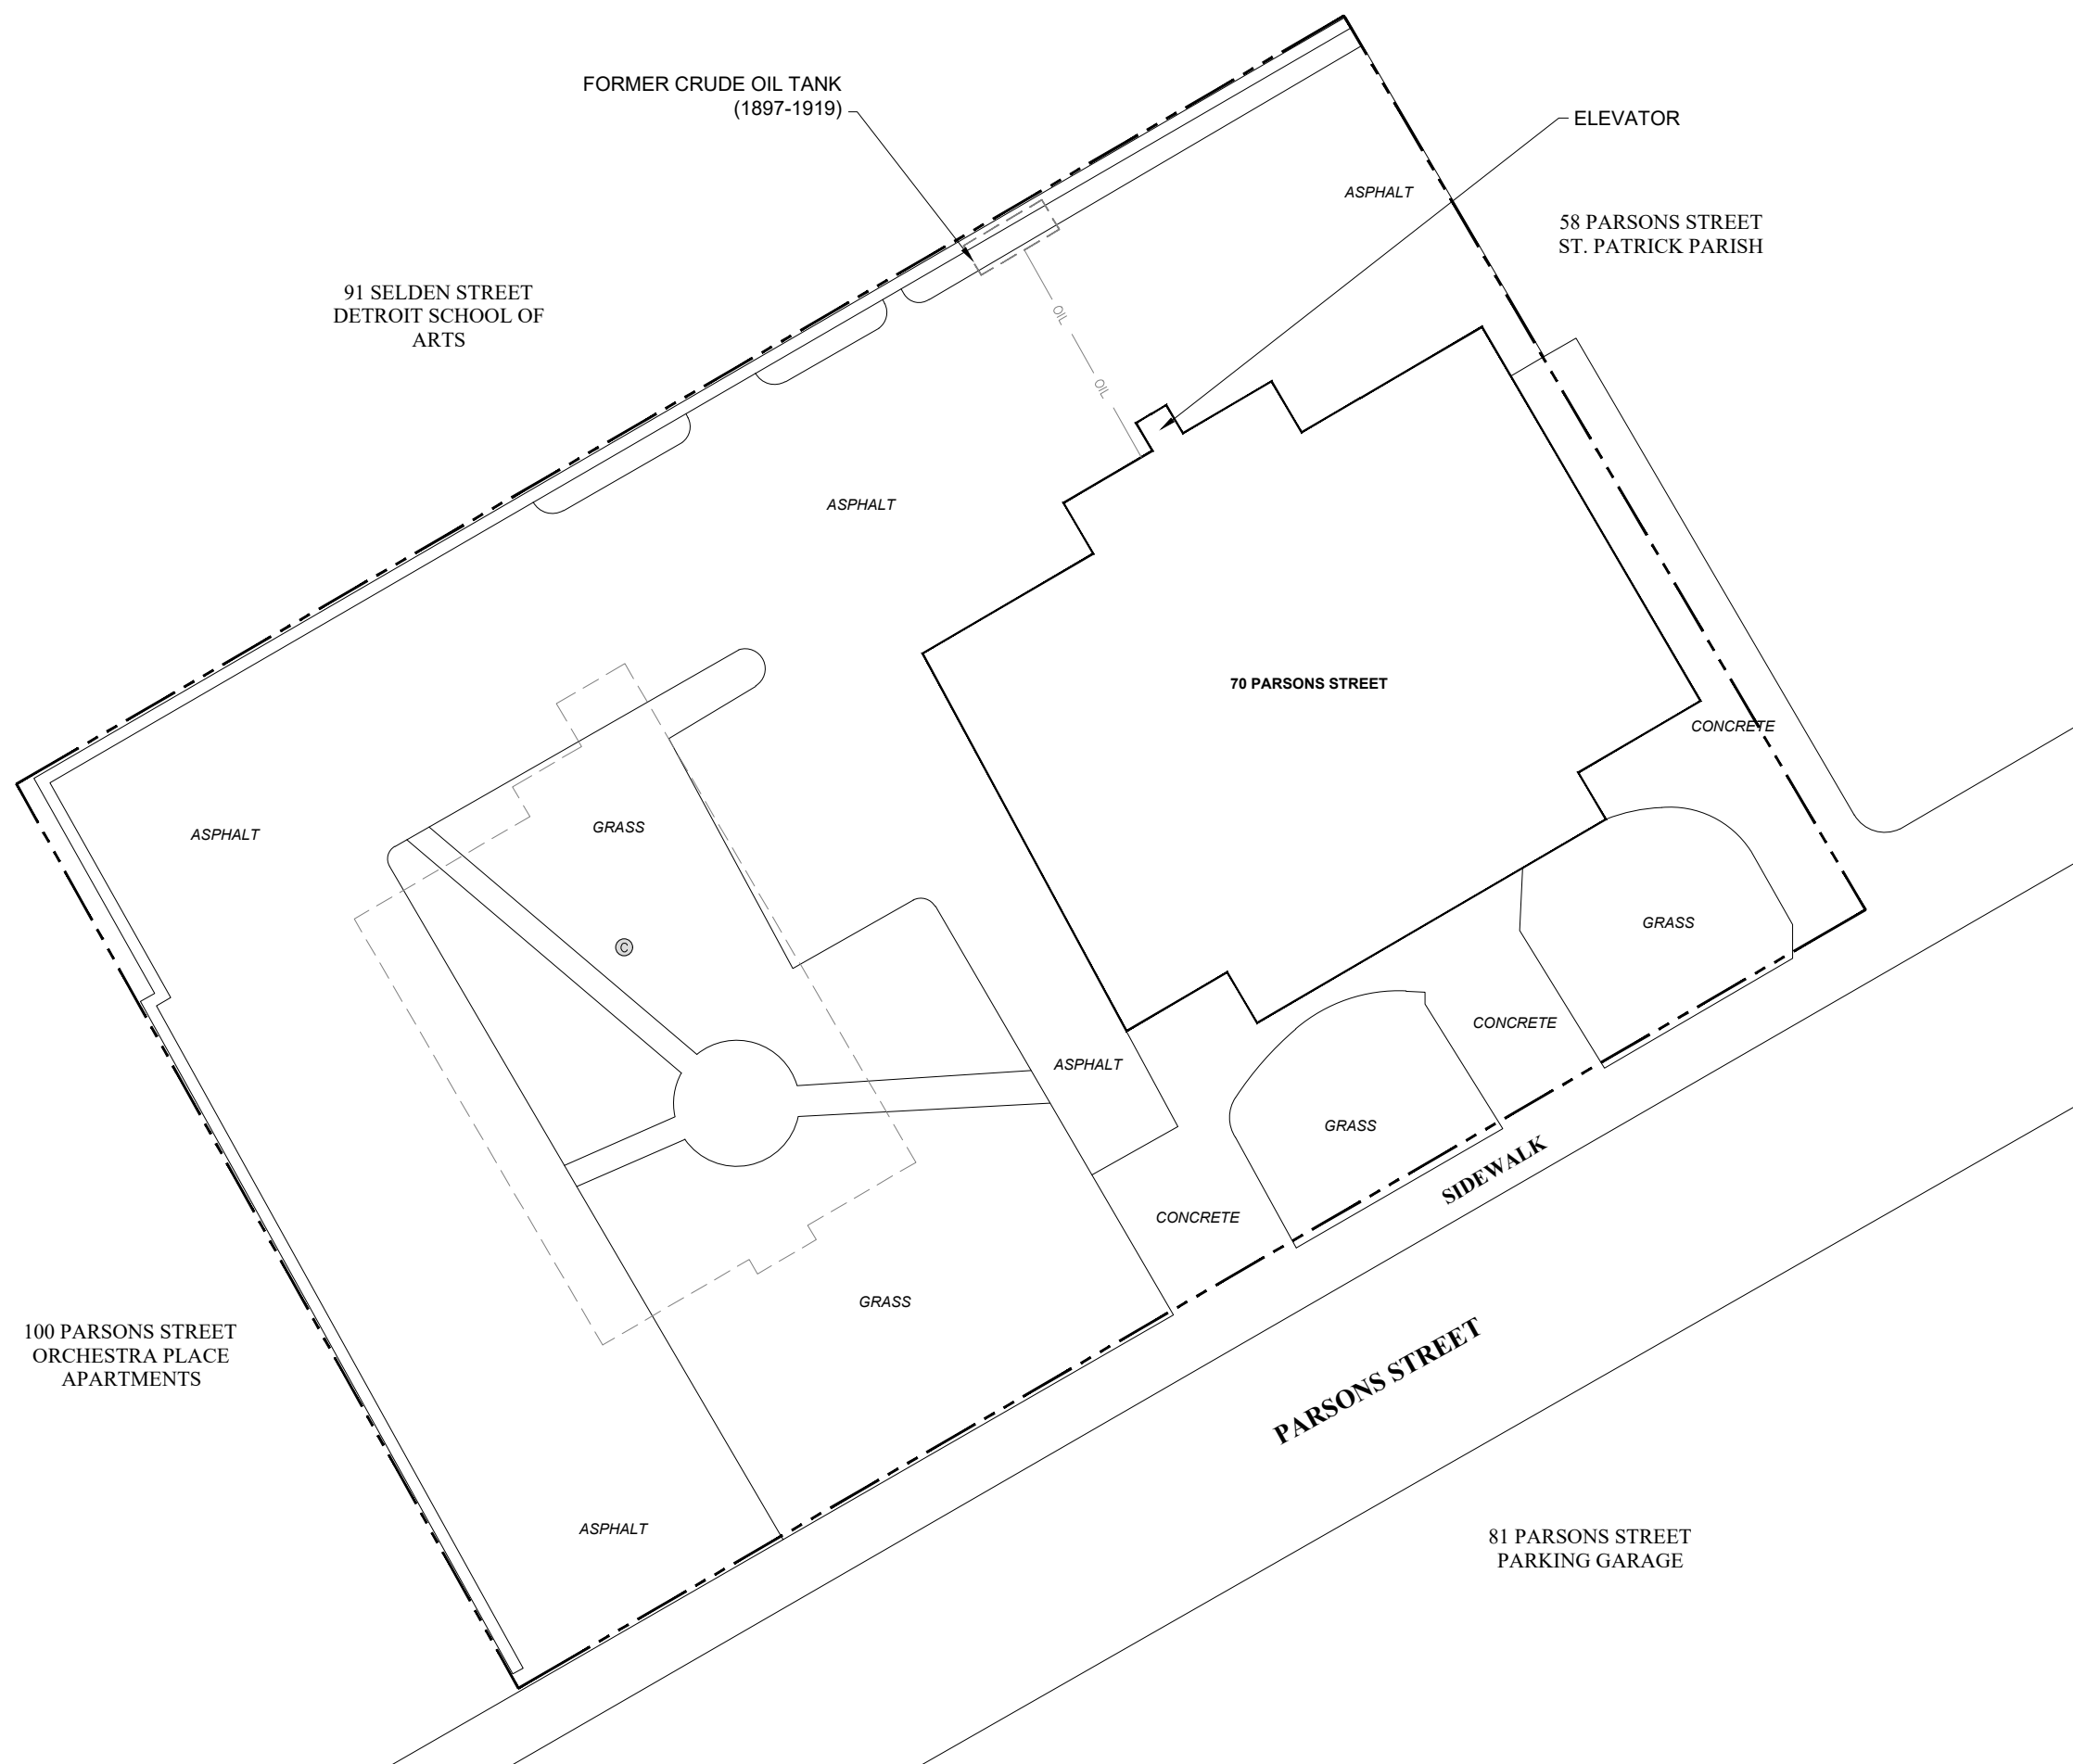 FORMER CRUDE OIL TANK
(1897-1919)
ELEVATOR
ASPHALT
58 PARSONS STREET
ST. PATRICK PARISH
91 SELDEN STREET
DETROIT SCHOOL OF
ARTS
OIL
OIL
ASPHALT
70 PARSONS STREET
CONCRETE
ASPHALT
GRASS
GRASS
C
CONCRETE
ASPHALT
GRASS
SIDEWALK
CONCRETE
GRASS
100 PARSONS STREET
ORCHESTRA PLACE
APARTMENTS
PARSONS STREET
ASPHALT
81 PARSONS STREET
PARKING GARAGE